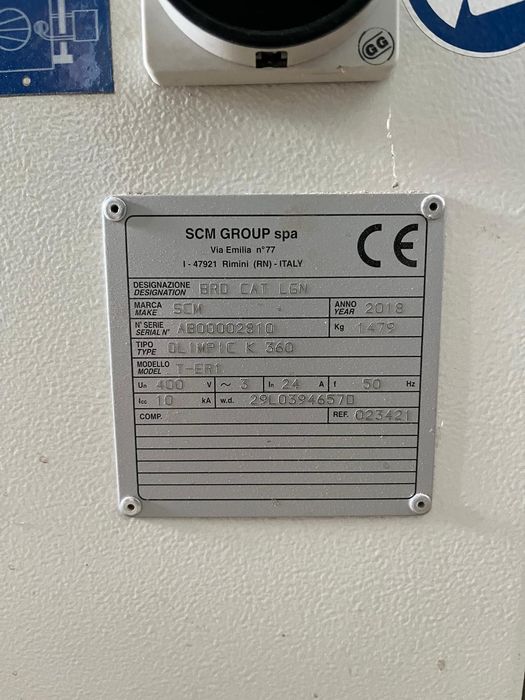 GG
SCM GROUP spa
Via Emilia n°77
I - 47921 Rimini (RN) - ITALY
CE
DESIGNAZIONE
DESIGNATION BRD CAT LGN
MARCA
MAKE SCM ANNO
YEAR 2018
N° SERIE
SERIAL N° AB00002810 Kg 1479
TIPO
TYPE OLIMPIC K 360
MODELLO
MODEL T-ER1
Un 400 V ~ 3 In 24 A f 50 Hz
Icc 10 kA w.d. 29L0394657D
COMP. REF. 023421